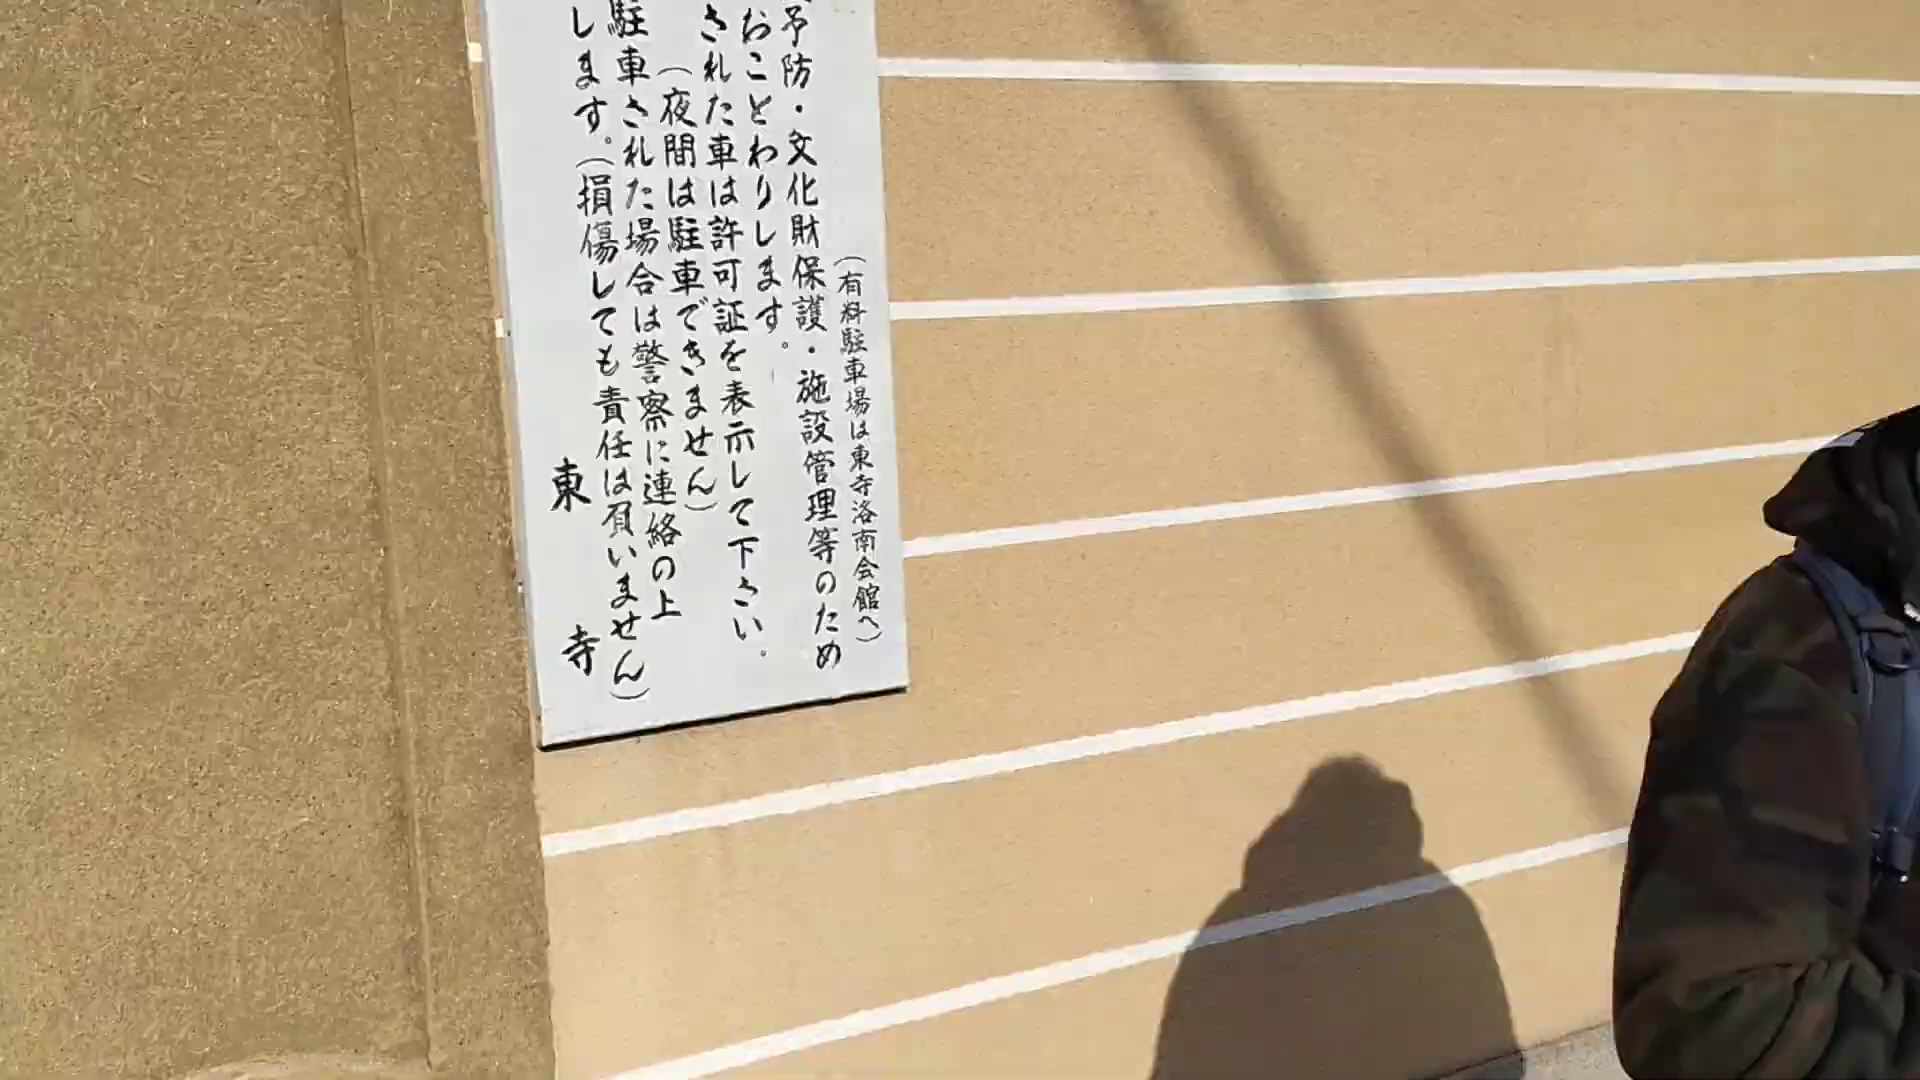 (有料駐車場は東寺洛南会館へ)
予防・文化財保護・施設管理等のため
おことわりします。
された車は許可証を表示して下さい。
(夜間は駐車できません)
駐車された場合は警察に連絡の上
します。(損傷しても責任は負いません)
東寺